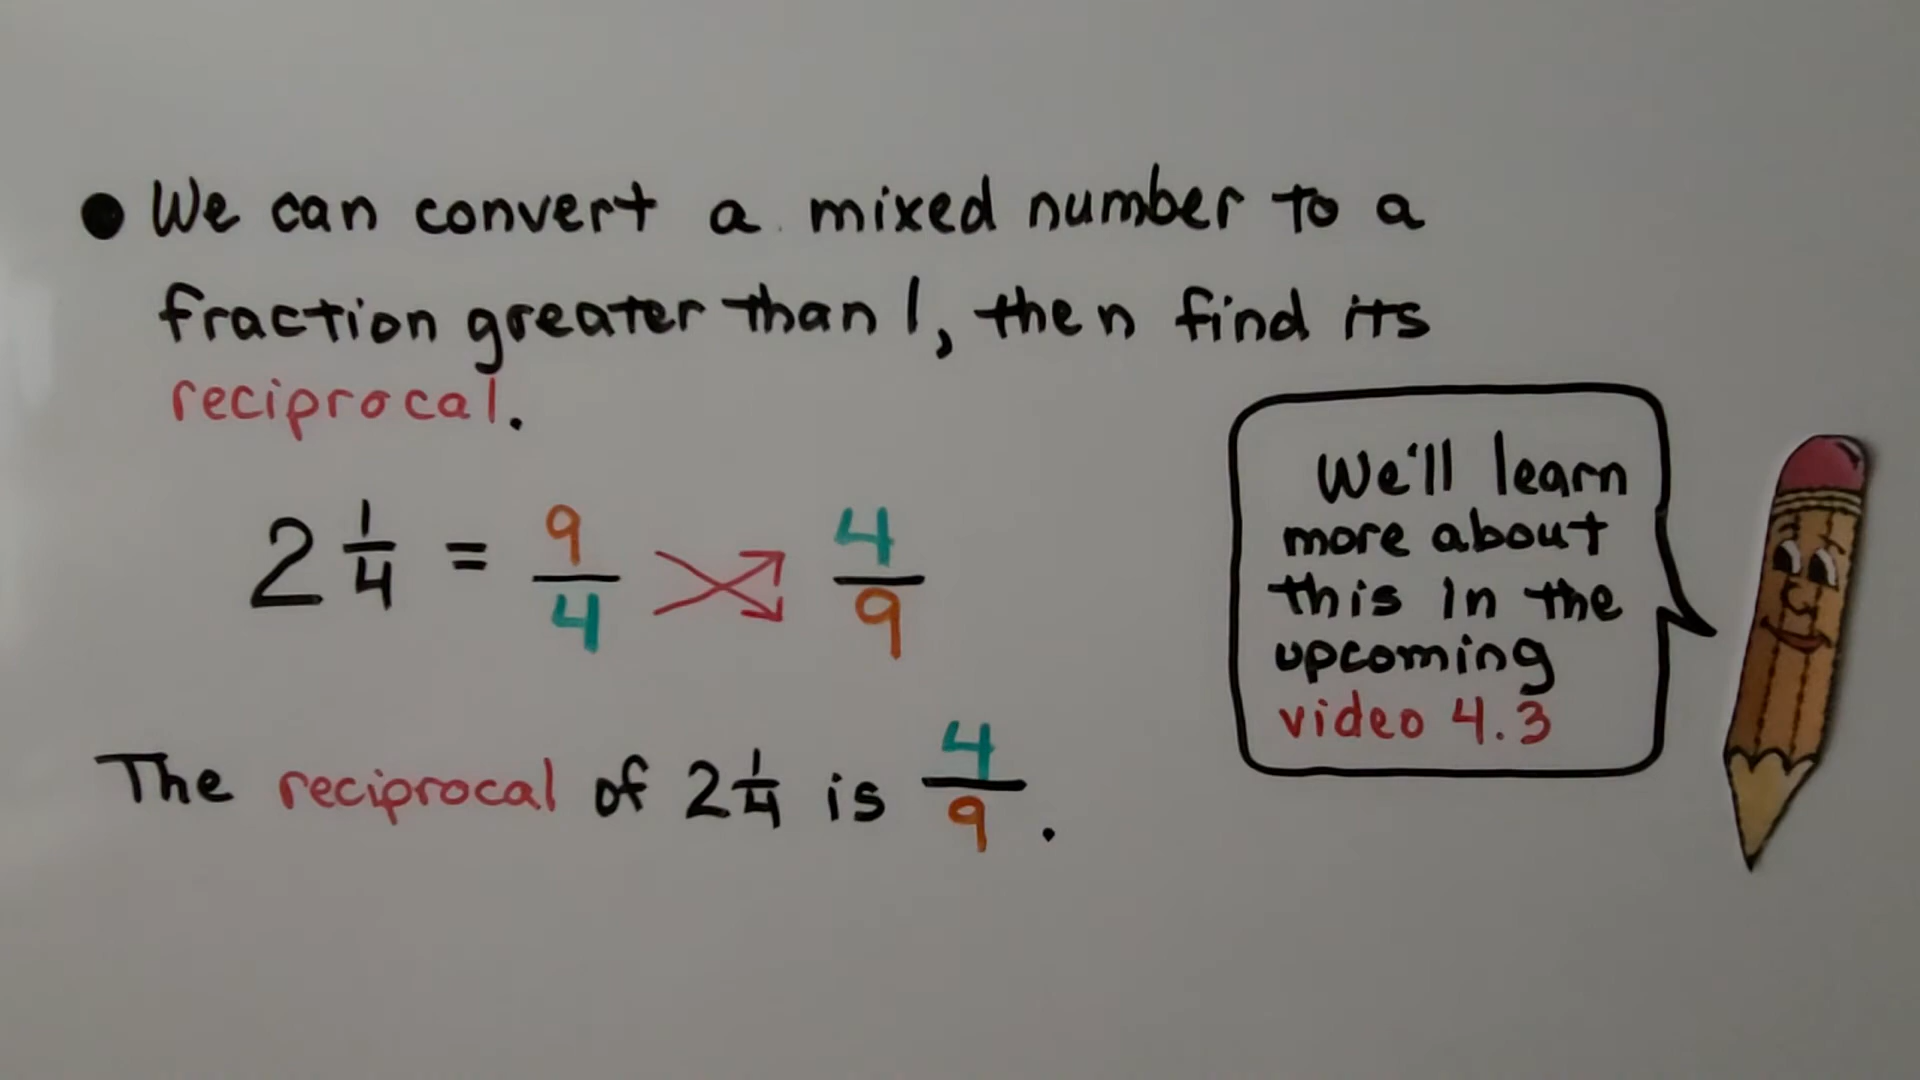 ● We can convert a mixed number to a
fraction greater than 1, then find its
reciprocal.
2 1/4 = 9/4 4/9
The reciprocal of 2 1/4 is 4/9.
We'll learn
more about
this in the
upcoming
video 4.3